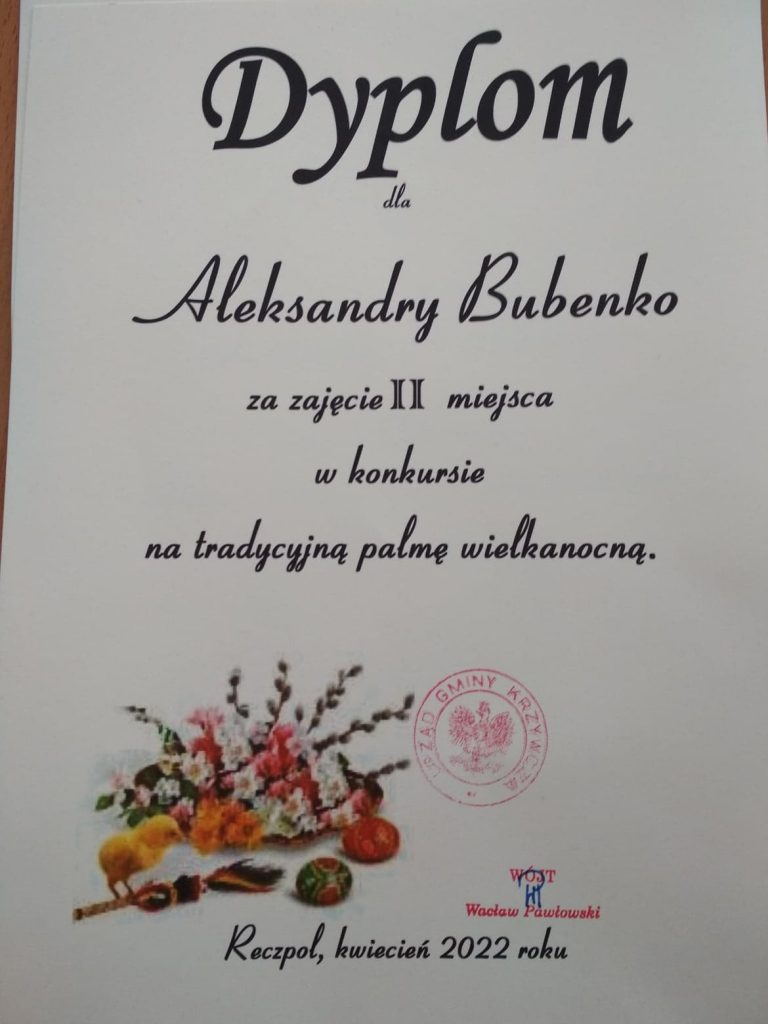 Dyplom
dla
Aleksandry Bubenko
za zajęcie II miejsca
w konkursie
na tradycyjną palmę wielkanocną.
URZĄD GMINY KRZYWCZA
WÓJT
Wacław Pawłowski
Reczpol, kwiecień 2022 roku